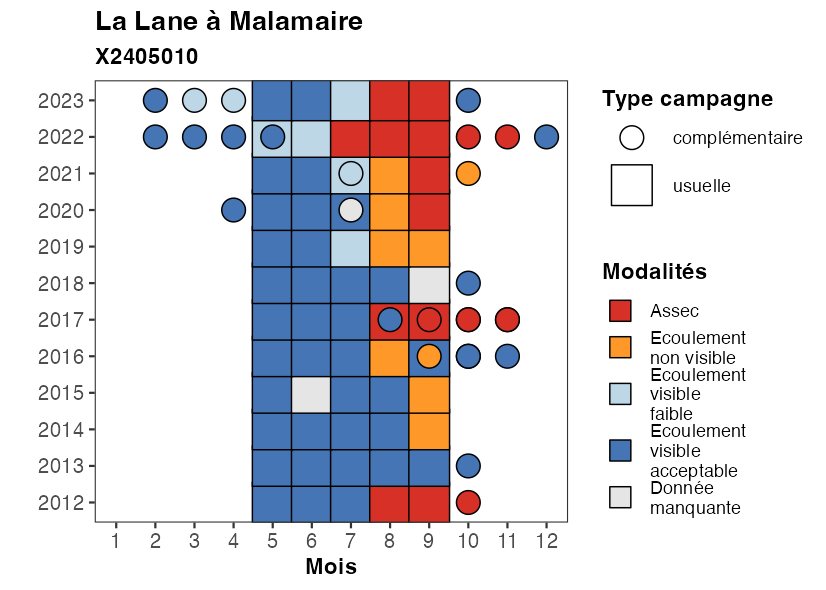 La Lane à Malamaire
X2405010
2023
2022
2021
2020
2019
2018
2017
2016
2015
2014
2013
2012
1 2 3 4 5 6 7 8 9 10 11 12
Mois
Type campagne
complémentaire
usuelle
Modalités
Assec
Ecoulement
non visible
Ecoulement
visible
faible
Ecoulement
visible
acceptable
Donnée
manquante